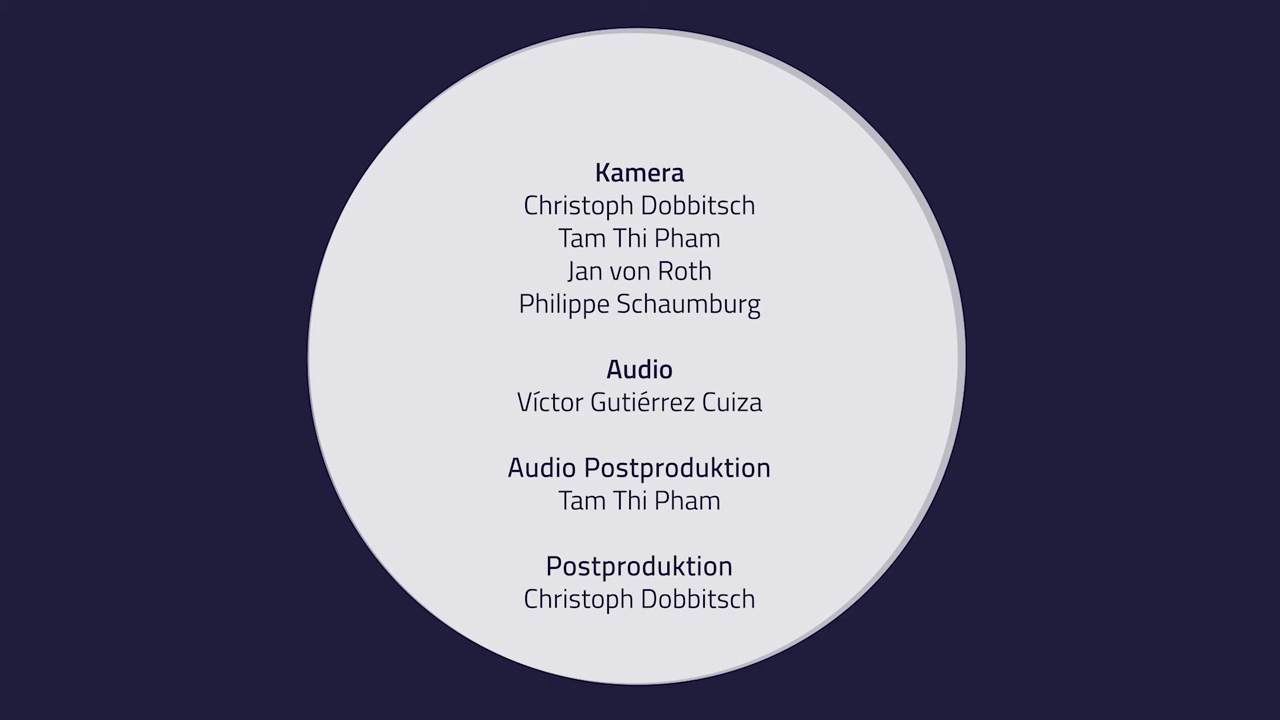 Kamera
Christoph Dobbitsch
Tam Thi Pham
Jan von Roth
Philippe Schaumburg
Audio
Víctor Gutiérrez Cuiza
Audio Postproduktion
Tam Thi Pham
Postproduktion
Christoph Dobbitsch